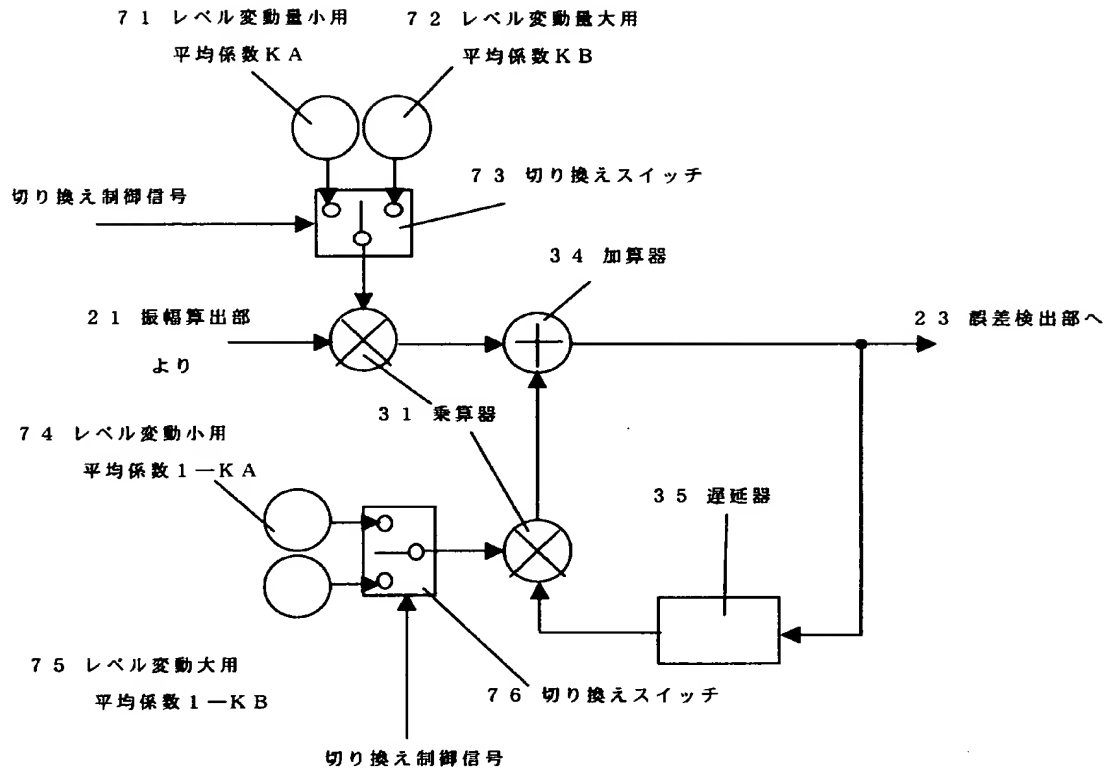 71 レベル変動量小用
平均係数KA
72 レベル変動量大用
平均係数KB
73 切り換えスイッチ
切り換え制御信号
34 加算器
21 振幅算出部
より
23 誤差検出部へ
31 乗算器
74 レベル変動小用
平均係数1―KA
35 遅延器
75 レベル変動大用
平均係数1―KB
76 切り換えスイッチ
切り換え制御信号